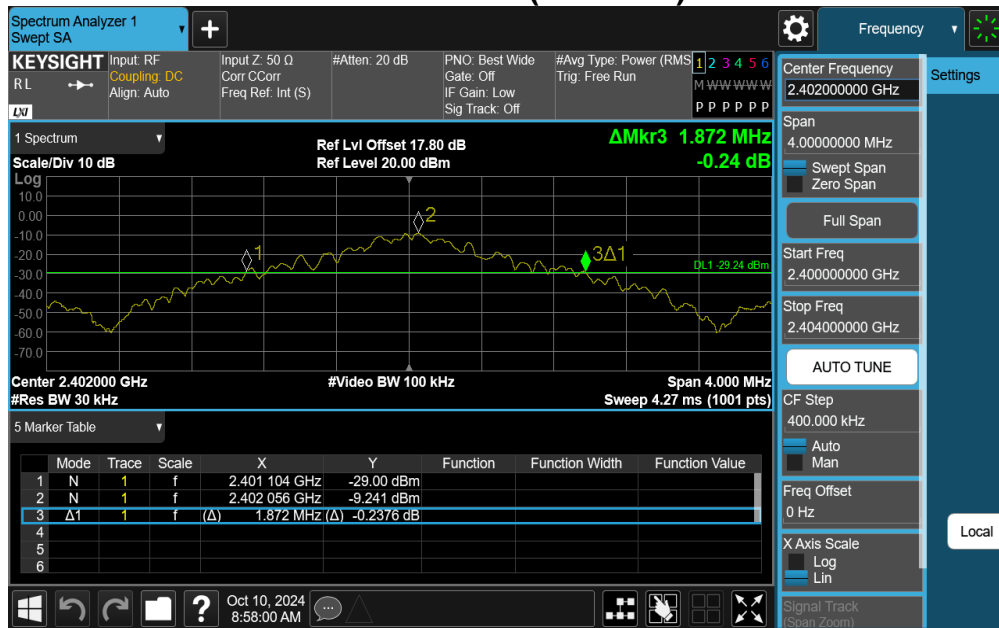 Spectrum Analyzer 1
Swept SA
+
Frequency
KEYSIGHT
R L
LXI
Input: RF
Coupling: DC
Align: Auto
Input Z: 50 Ω
Corr CCorr
Freq Ref: Int (S)
#Atten: 20 dB
PNO: Best Wide
Gate: Off
IF Gain: Low
Sig Track: Off
#Avg Type: Power (RMS
Trig: Free Run
1 2 3 4 5 6
M W W W W W
P P P P P P
1 Spectrum
Scale/Div 10 dB
Ref Lvl Offset 17.80 dB
Ref Level 20.00 dBm
ΔMkr3 1.872 MHz
-0.24 dB
Log
10.0
0.00
-10.0
-20.0
-30.0
-40.0
-50.0
-60.0
-70.0
1
2
3Δ1
DL1 -29.24 dBm
Center 2.402000 GHz
#Res BW 30 kHz
#Video BW 100 kHz
Span 4.000 MHz
Sweep 4.27 ms (1001 pts)
5 Marker Table
Mode Trace Scale X Y Function Function Width Function Value
1 N 1 f 2.401 104 GHz -29.00 dBm
2 N 1 f 2.402 056 GHz -9.241 dBm
3 Δ1 1 f (Δ) 1.872 MHz (Δ) -0.2376 dB
4
5
6
?
Oct 10, 2024
8:58:00 AM
Center Frequency
2.402000000 GHz
Settings
Span
4.00000000 MHz
Swept Span
Zero Span
Full Span
Start Freq
2.400000000 GHz
Stop Freq
2.404000000 GHz
AUTO TUNE
CF Step
400.000 kHz
Auto
Man
Freq Offset
0 Hz
X Axis Scale
Log
Lin
Local
Signal Track
(Span Zoom)